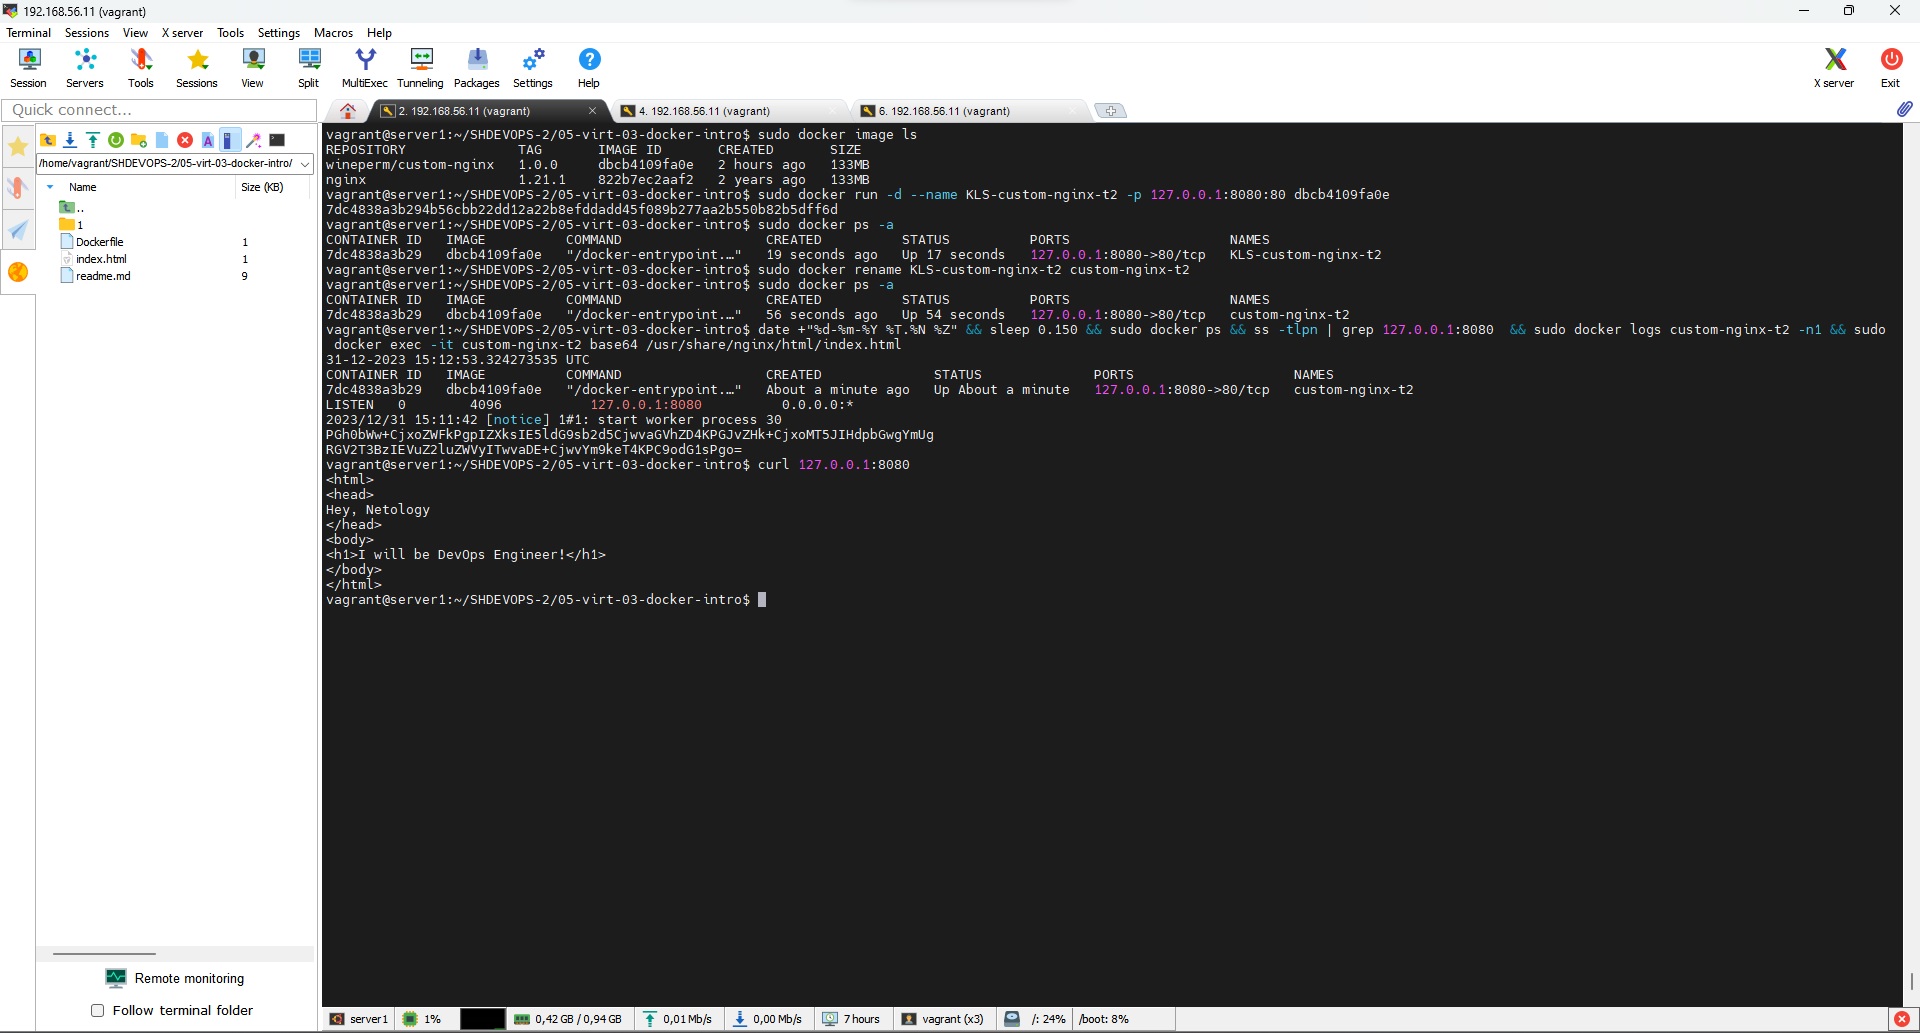 192.168.56.11 (vagrant)
Terminal Sessions View X server Tools Settings Macros Help
Session Servers Tools Sessions View Split MultiExec Tunneling Packages Settings Help X server Exit
Quick connect...
2. 192.168.56.11 (vagrant) 4. 192.168.56.11 (vagrant) 6. 192.168.56.11 (vagrant)
/home/vagrant/SHDEVOPS-2/05-virt-03-docker-intro/
Name Size (KB)
..
1
Dockerfile 1
index.html 1
readme.md 9
Remote monitoring
Follow terminal folder
vagrant@server1:~/SHDEVOPS-2/05-virt-03-docker-intro$ sudo docker image ls
REPOSITORY TAG IMAGE ID CREATED SIZE
wineperm/custom-nginx 1.0.0 dbcb4109fa0e 2 hours ago 133MB
nginx 1.21.1 822b7ec2aaf2 2 years ago 133MB
vagrant@server1:~/SHDEVOPS-2/05-virt-03-docker-intro$ sudo docker run -d --name KLS-custom-nginx-t2 -p 127.0.0.1:8080:80 dbcb4109fa0e
7dc4838a3b294b56cbb22dd12a22b8efddadd45f089b277aa2b550b82b5dff6d
vagrant@server1:~/SHDEVOPS-2/05-virt-03-docker-intro$ sudo docker ps -a
CONTAINER ID IMAGE COMMAND CREATED STATUS PORTS NAMES
7dc4838a3b29 dbcb4109fa0e "/docker-entrypoint.…" 19 seconds ago Up 17 seconds 127.0.0.1:8080->80/tcp KLS-custom-nginx-t2
vagrant@server1:~/SHDEVOPS-2/05-virt-03-docker-intro$ sudo docker rename KLS-custom-nginx-t2 custom-nginx-t2
vagrant@server1:~/SHDEVOPS-2/05-virt-03-docker-intro$ sudo docker ps -a
CONTAINER ID IMAGE COMMAND CREATED STATUS PORTS NAMES
7dc4838a3b29 dbcb4109fa0e "/docker-entrypoint.…" 56 seconds ago Up 54 seconds 127.0.0.1:8080->80/tcp custom-nginx-t2
vagrant@server1:~/SHDEVOPS-2/05-virt-03-docker-intro$ date +"%d-%m-%Y %T.%N %Z" && sleep 0.150 && sudo docker ps && ss -tlpn | grep 127.0.0.1:8080 && sudo docker logs custom-nginx-t2 -n1 && sudo
docker exec -it custom-nginx-t2 base64 /usr/share/nginx/html/index.html
31-12-2023 15:12:53.324273535 UTC
CONTAINER ID IMAGE COMMAND CREATED STATUS PORTS NAMES
7dc4838a3b29 dbcb4109fa0e "/docker-entrypoint.…" About a minute ago Up About a minute 127.0.0.1:8080->80/tcp custom-nginx-t2
LISTEN 0 4096 127.0.0.1:8080 0.0.0.0:*
2023/12/31 15:11:42 [notice] 1#1: start worker process 30
PGh0bWw+CjxoZWFkPgpIZXksIE5ldG9sb2d5CjwvaGVhZD4KPGJvZHk+CjxoMT5JIHdpbGwgYmUg
RGV2T3BzIEVuZ2luZWVyITwvaDE+CjwvYm9keT4KPC9odG1sPgo=
vagrant@server1:~/SHDEVOPS-2/05-virt-03-docker-intro$ curl 127.0.0.1:8080
<html>
<head>
Hey, Netology
</head>
<body>
<h1>I will be DevOps Engineer!</h1>
</body>
</html>
vagrant@server1:~/SHDEVOPS-2/05-virt-03-docker-intro$
server1 1% 0,42 GB / 0,94 GB 0,01 Mb/s 0,00 Mb/s 7 hours vagrant (x3) /: 24% /boot: 8%